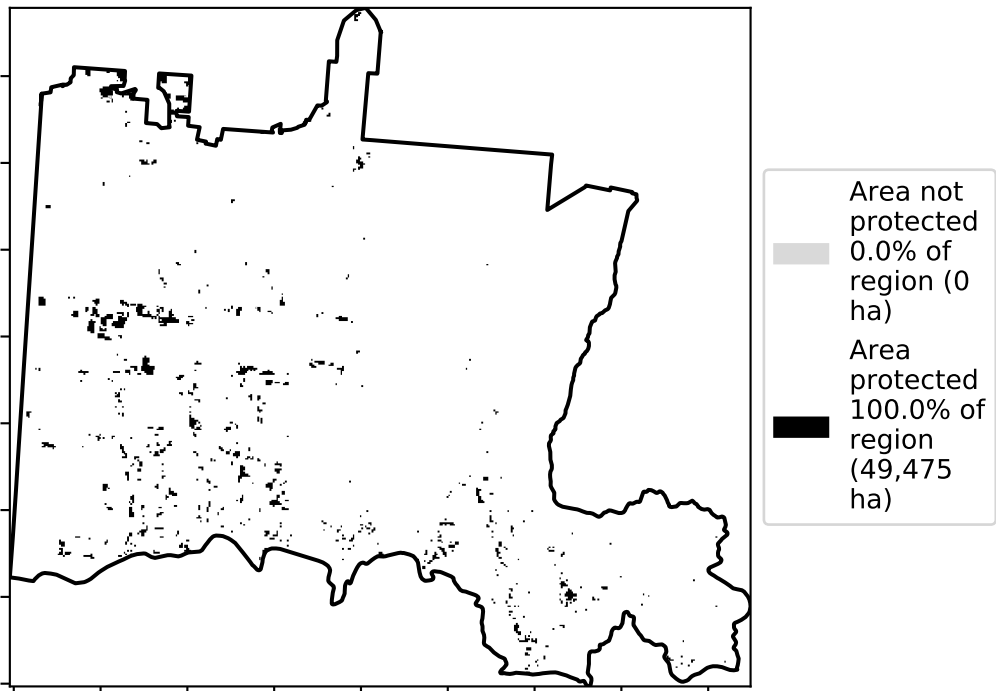 Area not
protected
0.0% of
region (0
ha)
Area
protected
100.0% of
region
(49,475
ha)